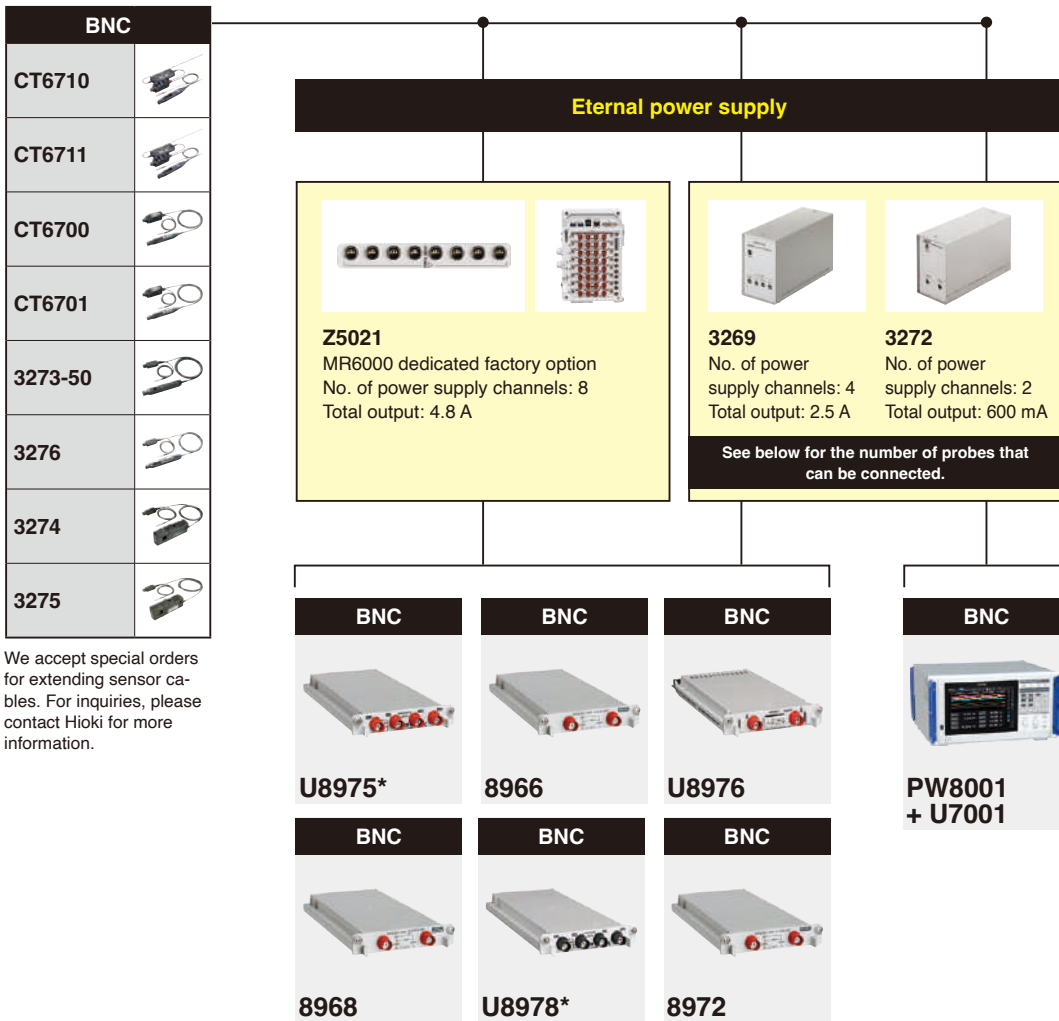 BNC
CT6710
CT6711
CT6700
CT6701
3273-50
3276
3274
3275
We accept special orders
for extending sensor ca-
bles. For inquiries, please
contact Hioki for more
information.
Eternal power supply
Z5021
MR6000 dedicated factory option
No. of power supply channels: 8
Total output: 4.8 A
3269
No. of power
supply channels: 4
Total output: 2.5 A
3272
No. of power
supply channels: 2
Total output: 600 mA
See below for the number of probes that
can be connected.
BNC
U8975*
BNC
8966
BNC
U8976
BNC
PW8001
+ U7001
BNC
8968
BNC
U8978*
BNC
8972